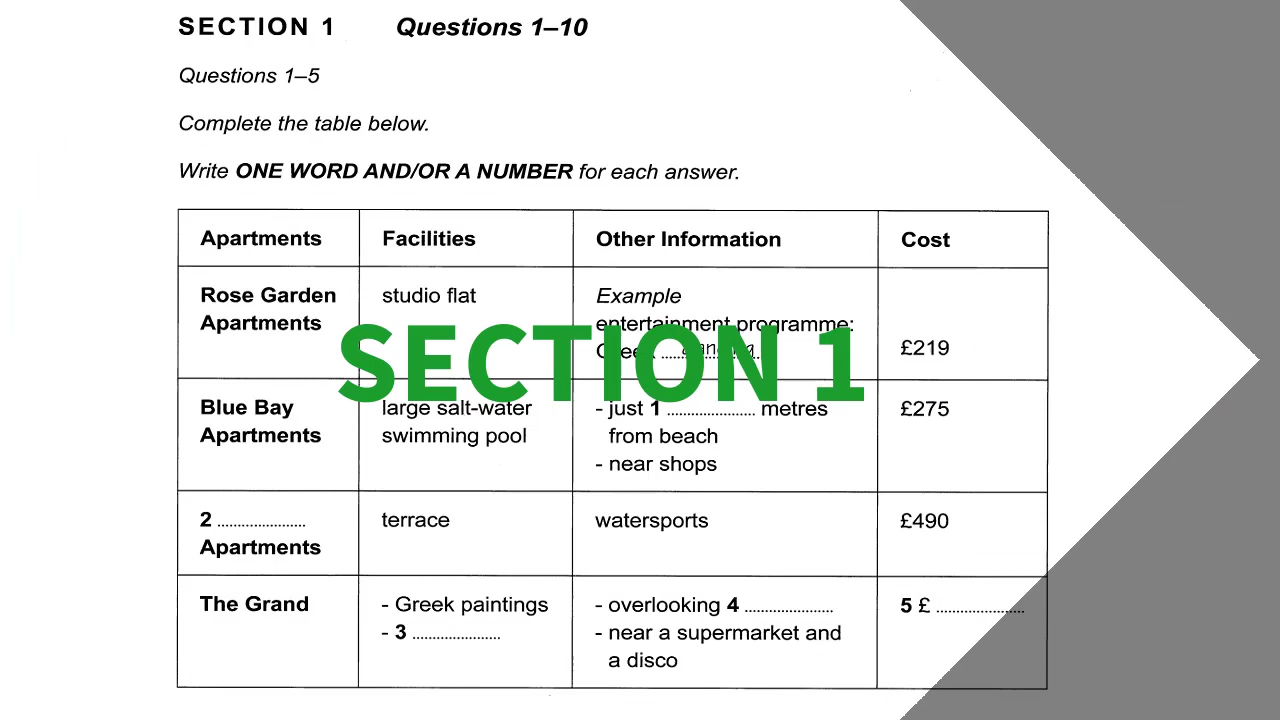 SECTION 1 Questions 1–10
Questions 1–5
Complete the table below.
Write ONE WORD AND/OR A NUMBER for each answer.
Apartments Facilities Other Information Cost
Rose Garden Apartments
studio flat
Example
entertainment programme:
Greek
£219
SECTION 1
Blue Bay Apartments
large salt-water
swimming pool
- just 1 ...................... metres
from beach
- near shops
£275
2 ......................
Apartments
terrace
watersports
£490
The Grand
- Greek paintings
- 3 ......................
- overlooking 4 ......................
- near a supermarket and
a disco
5 £ ......................